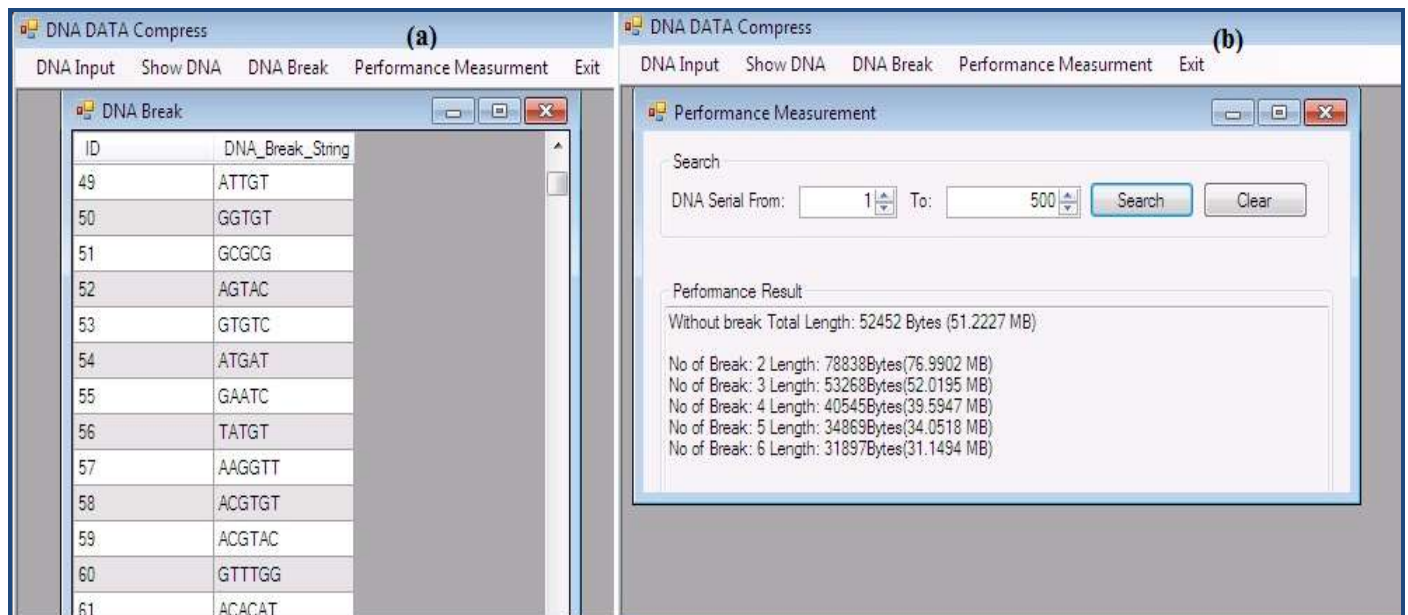 DNA DATA Compress
(a)
DNA Input Show DNA DNA Break Performance Measurment Exit
DNA Break
ID DNA_Break_String
49 ATTGT
50 GGTGT
51 GCGCG
52 AGTAC
53 GTGTC
54 ATGAT
55 GAATC
56 TATGT
57 AAGGTT
58 ACGTGT
59 ACGTAC
60 GTTTGG
61 ACACAT
DNA DATA Compress
(b)
DNA Input Show DNA DNA Break Performance Measurment Exit
Performance Measurement
Search
DNA Serial From: 1 To: 500 Search Clear
Performance Result
Without break Total Length: 52452 Bytes (51.2227 MB)
No of Break: 2 Length: 78838Bytes(76.9902 MB)
No of Break: 3 Length: 53268Bytes(52.0195 MB)
No of Break: 4 Length: 40545Bytes(39.5947 MB)
No of Break: 5 Length: 34869Bytes(34.0518 MB)
No of Break: 6 Length: 31897Bytes(31.1494 MB)